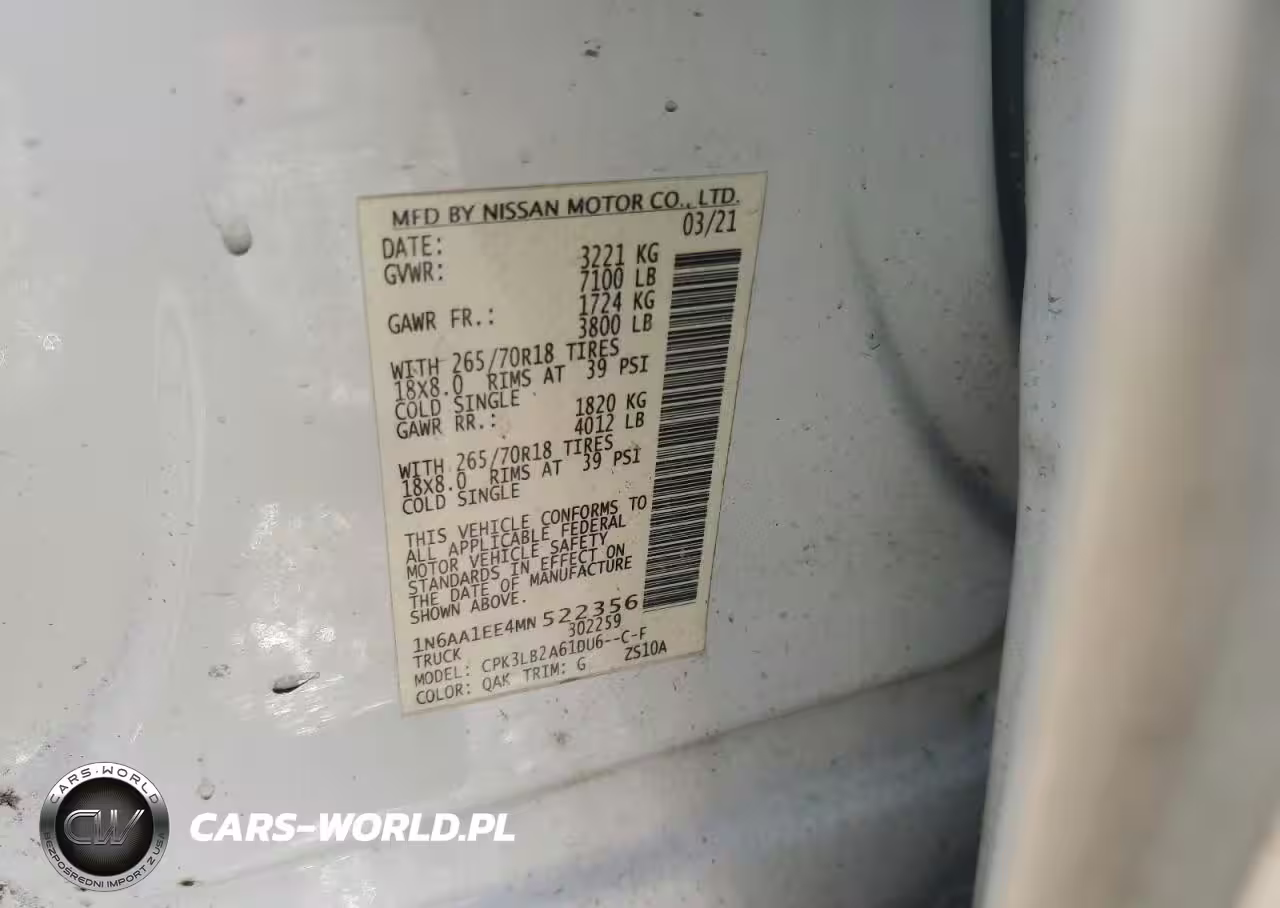 MFD BY NISSAN MOTOR CO., LTD.
DATE: 03/21
GVWR: 3221 KG
7100 LB
GAWR FR.: 1724 KG
3800 LB
WITH 265/70R18 TIRES
18X8.0 RIMS AT 39 PSI
COLD SINGLE
GAWR RR.: 1820 KG
4012 LB
WITH 265/70R18 TIRES
18X8.0 RIMS AT 39 PSI
COLD SINGLE
THIS VEHICLE CONFORMS TO
ALL APPLICABLE FEDERAL
MOTOR VEHICLE SAFETY
STANDARDS IN EFFECT ON
THE DATE OF MANUFACTURE
SHOWN ABOVE.
1N6AA1EE4MN 522356
TRUCK 302259
MODEL: CPK3LB2A61DU6--C-F
COLOR: QAK TRIM: G ZS10A
CARS-WORLD
CW
BEZPOŚREDNI IMPORT Z USA
CARS-WORLD.PL